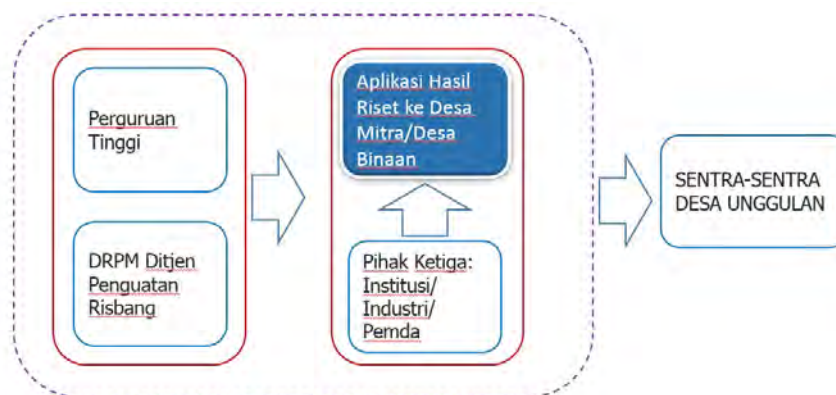 Perguruan
Tinggi
DRPM Ditjen
Penguatan
Risbang
Aplikasi Hasil
Riset ke Desa
Mitra/Desa
Binaan
Pihak Ketiga:
Institusi/
Industri/
Pemda
SENTRA-SENTRA
DESA UNGGULAN